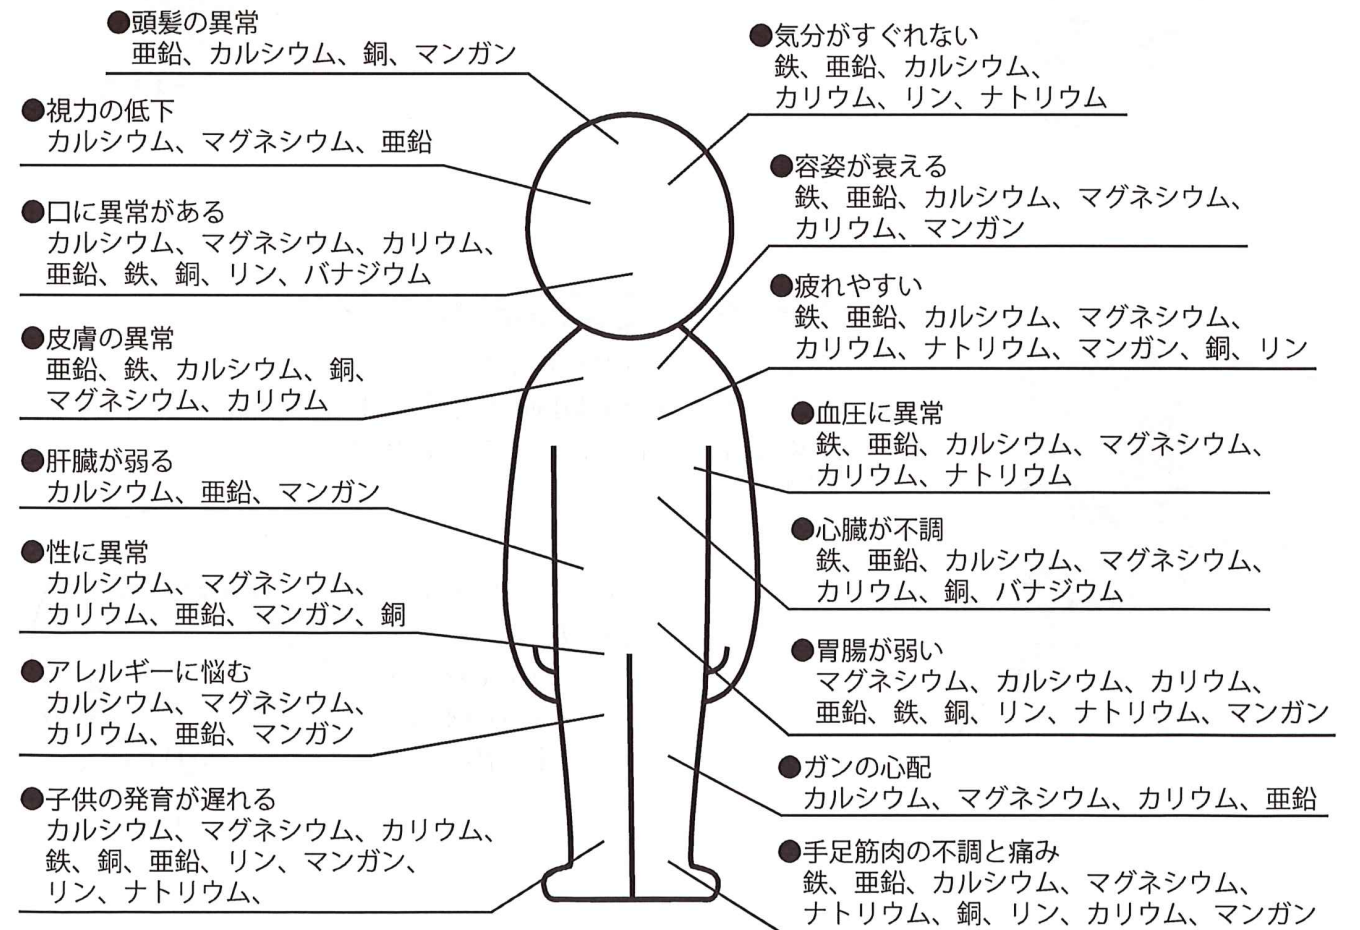 ●頭髪の異常
亜鉛、カルシウム、銅、マンガン
●視力の低下
カルシウム、マグネシウム、亜鉛
●口に異常がある
カルシウム、マグネシウム、カリウム、
亜鉛、鉄、銅、リン、バナジウム
●皮膚の異常
亜鉛、鉄、カルシウム、銅、
マグネシウム、カリウム
●肝臓が弱る
カルシウム、亜鉛、マンガン
●性に異常
カルシウム、マグネシウム、
カリウム、亜鉛、マンガン、銅
●アレルギーに悩む
カルシウム、マグネシウム、
カリウム、亜鉛、マンガン
●子供の発育が遅れる
カルシウム、マグネシウム、カリウム、
鉄、銅、亜鉛、リン、マンガン、
リン、ナトリウム、
●気分がすぐれない
鉄、亜鉛、カルシウム、
カリウム、リン、ナトリウム
●容姿が衰える
鉄、亜鉛、カルシウム、マグネシウム、
カリウム、マンガン
●疲れやすい
鉄、亜鉛、カルシウム、マグネシウム、
カリウム、ナトリウム、マンガン、銅、リン
●血圧に異常
鉄、亜鉛、カルシウム、マグネシウム、
カリウム、ナトリウム
●心臓が不調
鉄、亜鉛、カルシウム、マグネシウム、
カリウム、銅、バナジウム
●胃腸が弱い
マグネシウム、カルシウム、カリウム、
亜鉛、鉄、銅、リン、ナトリウム、マンガン
●ガンの心配
カルシウム、マグネシウム、カリウム、亜鉛
●手足筋肉の不調と痛み
鉄、亜鉛、カルシウム、マグネシウム、
ナトリウム、銅、リン、カリウム、マンガン